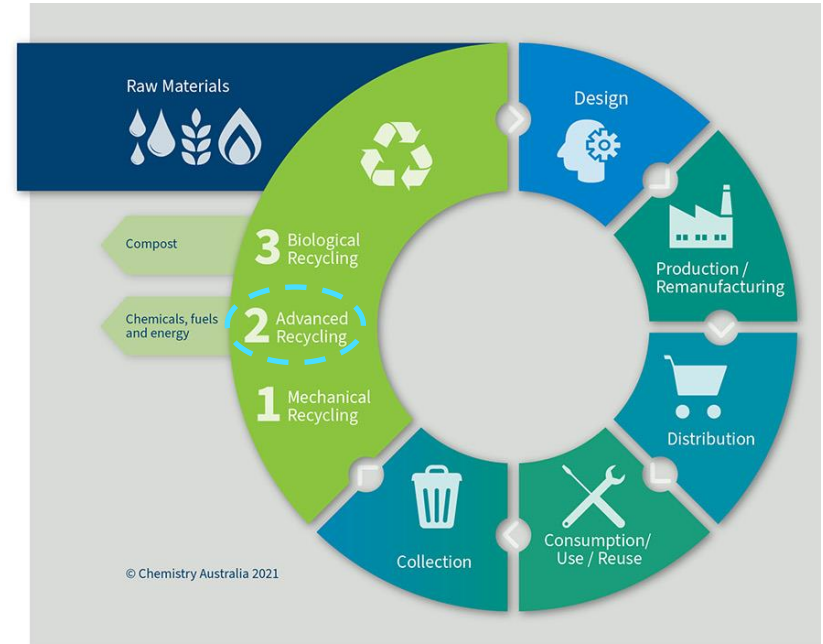 Raw Materials
Design
Production /
Remanufacturing
Distribution
Consumption/
Use / Reuse
Collection
3 Biological
Recycling
2 Advanced
Recycling
1 Mechanical
Recycling
Compost
Chemicals, fuels
and energy
© Chemistry Australia 2021